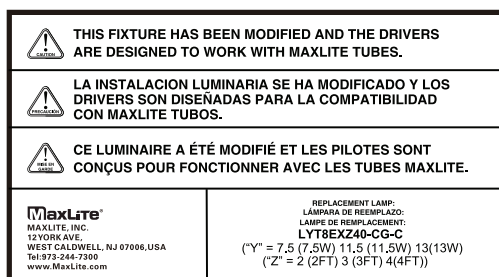 THIS FIXTURE HAS BEEN MODIFIED AND THE DRIVERS
ARE DESIGNED TO WORK WITH MAXLITE TUBES.
CAUTION
LA INSTALACION LUMINARIA SE HA MODIFICADO Y LOS
DRIVERS SON DISEÑADAS PARA LA COMPATIBILIDAD
CON MAXLITE TUBOS.
PRECAUCIÓN
CE LUMINAIRE A ÉTÉ MODIFIÉ ET LES PILOTES SONT
CONÇUS POUR FONCTIONNER AVEC LES TUBES MAXLITE.
MISE EN
GARDE
MaxLite®
MAXLITE, INC.
12 YORK AVE,
WEST CALDWELL, NJ 07006,USA
Tel:973-244-7300
www.MaxLite.com
REPLACEMENT LAMP:
LÁMPARA DE REEMPLAZO:
LAMPE DE REMPLACEMENT:
LYT8EXZ40-CG-C
("Y" = 7.5 (7.5W) 11.5 (11.5W) 13(13W)
("Z" = 2 (2FT) 3 (3FT) 4(4FT))